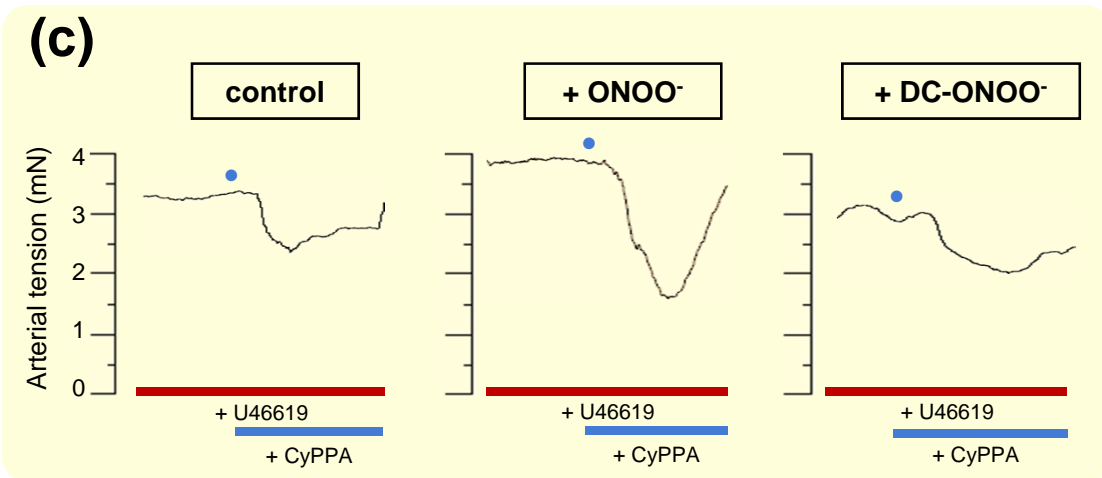 (c)
control
+ ONOO-
+ DC-ONOO-
Arterial tension (mN)
4
3
2
1
0
+ U46619
+ CyPPA
+ U46619
+ CyPPA
+ U46619
+ CyPPA